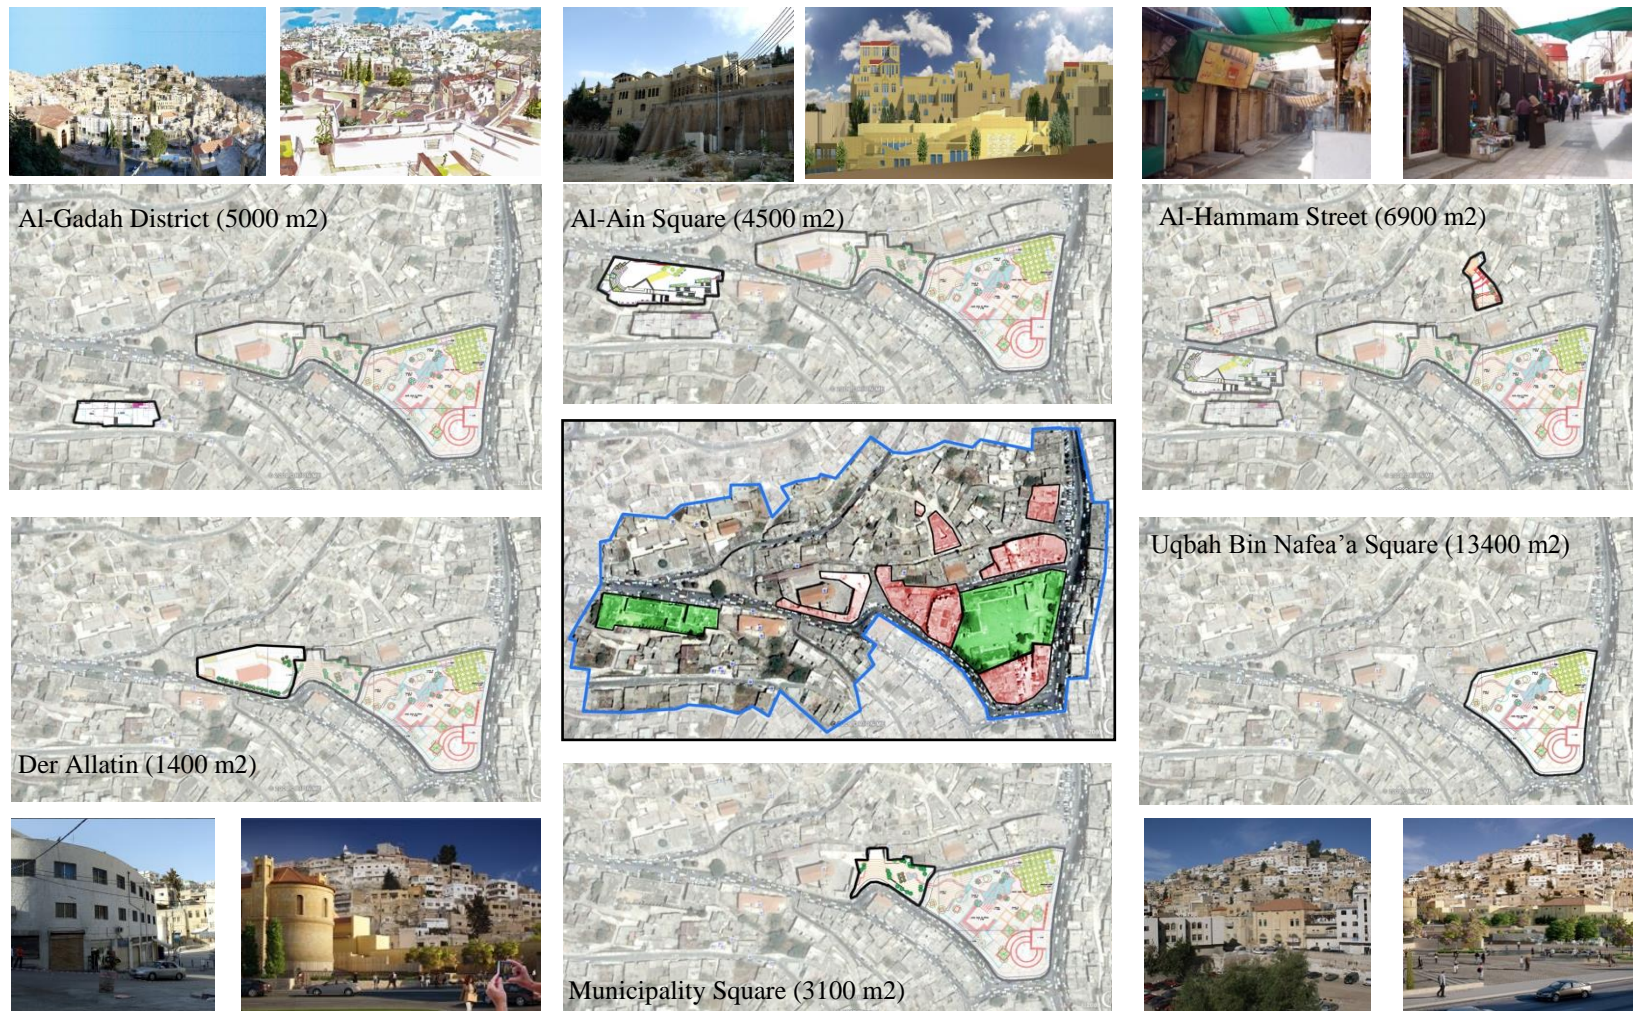 Al-Gadah District (5000 m2)
Al-Ain Square (4500 m2)
Al-Hammam Street (6900 m2)
Der Allatin (1400 m2)
Uqbah Bin Nafea’a Square (13400 m2)
Municipality Square (3100 m2)